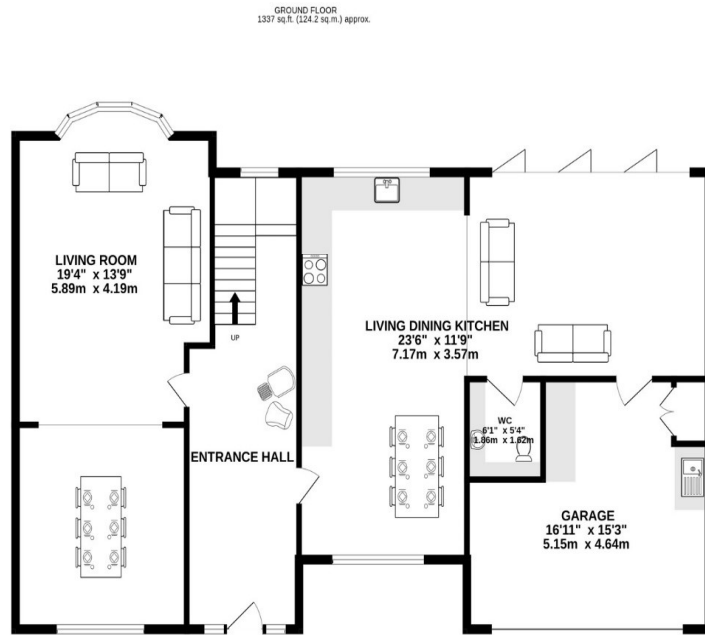 GROUND FLOOR
1337 sq.ft. (124.2 sq.m.) approx.
LIVING ROOM
19'4" x 13'9"
5.89m x 4.19m
UP
LIVING DINING KITCHEN
23'6" x 11'9"
7.17m x 3.57m
WC
6'1" x 5'4"
1.86m x 1.62m
ENTRANCE HALL
GARAGE
16'11" x 15'3"
5.15m x 4.64m